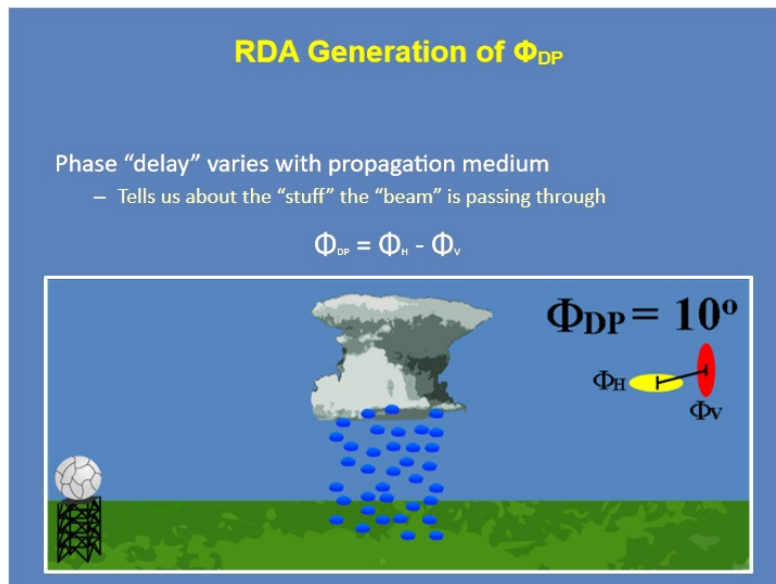 RDA Generation of ΦDP
Phase “delay” varies with propagation medium
– Tells us about the “stuff” the “beam” is passing through
ΦDP = ΦH - ΦV
ΦDP = 10º
ΦH
ΦV